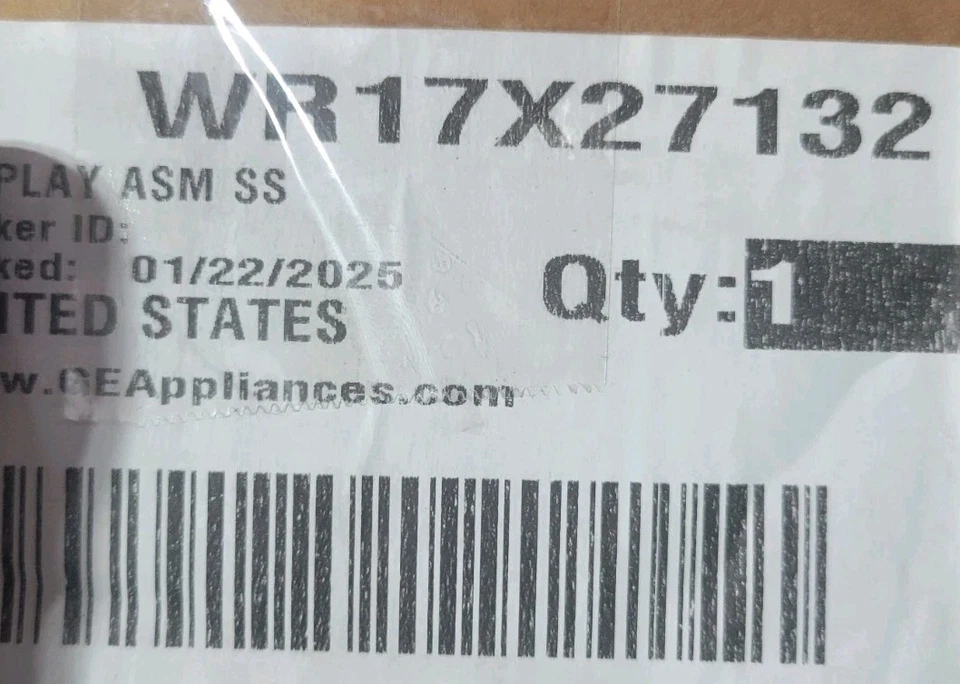 WR17X27132
PLAY ASM SS
ker ID:
ked: 01/22/2025
Qty:1
ITED STATES
w.GEAppliances.com